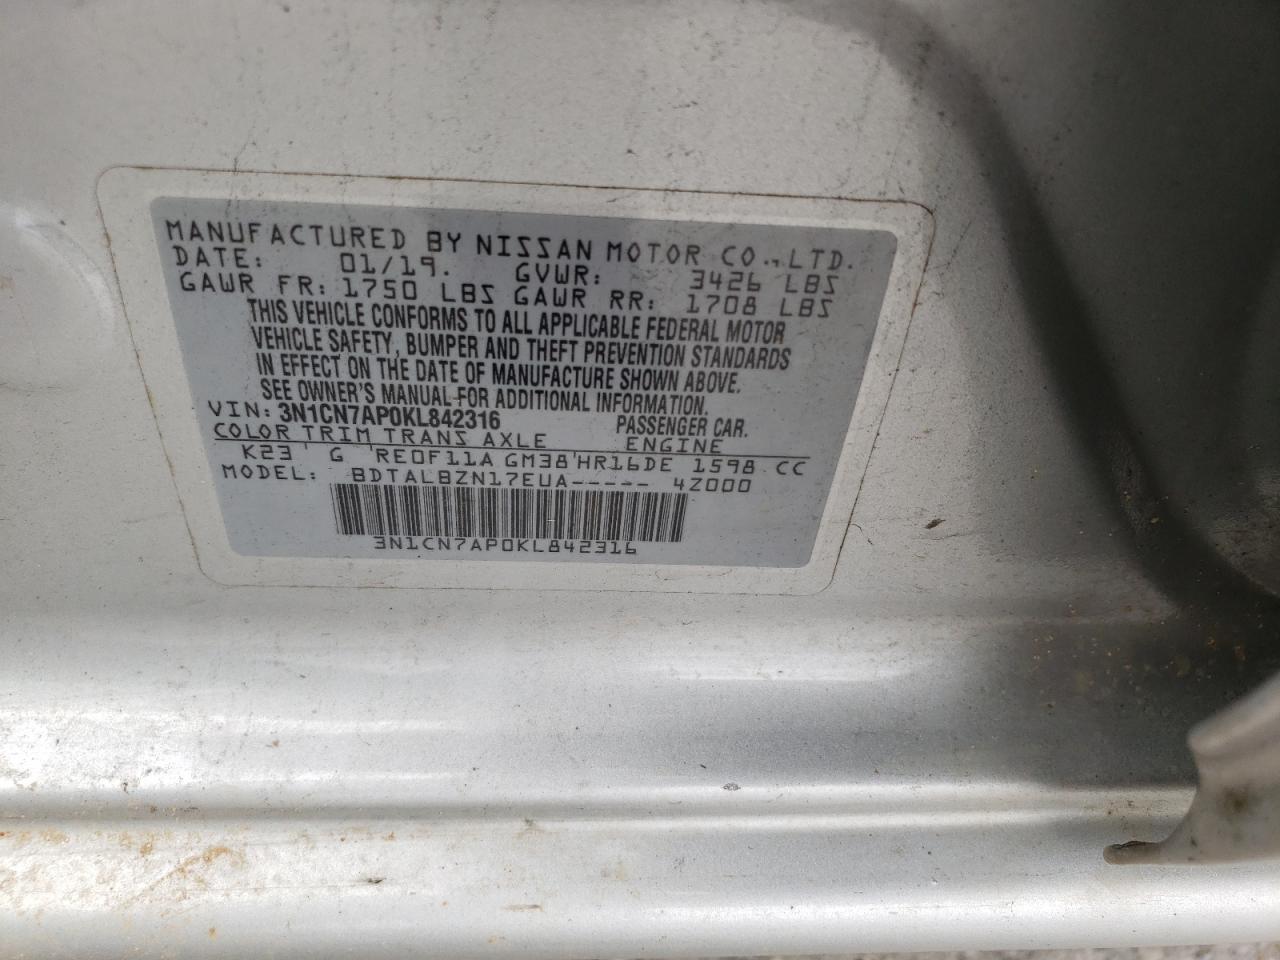 MANUFACTURED BY NISSAN MOTOR CO., LTD.
DATE: 01/19. GVWR: 3426 LBS
GAWR FR: 1750 LBS GAWR RR: 1708 LBS
THIS VEHICLE CONFORMS TO ALL APPLICABLE FEDERAL MOTOR
VEHICLE SAFETY, BUMPER AND THEFT PREVENTION STANDARDS
IN EFFECT ON THE DATE OF MANUFACTURE SHOWN ABOVE.
SEE OWNER'S MANUAL FOR ADDITIONAL INFORMATION.
VIN: 3N1CN7AP0KL842316 PASSENGER CAR.
COLOR TRIM TRANS AXLE ENGINE
K23 ' G 'RE0F11A GM38'HR16DE 1598 CC
MODEL: BDTALBZN17EUA----- 4Z000
3N1CN7AP0KL842316